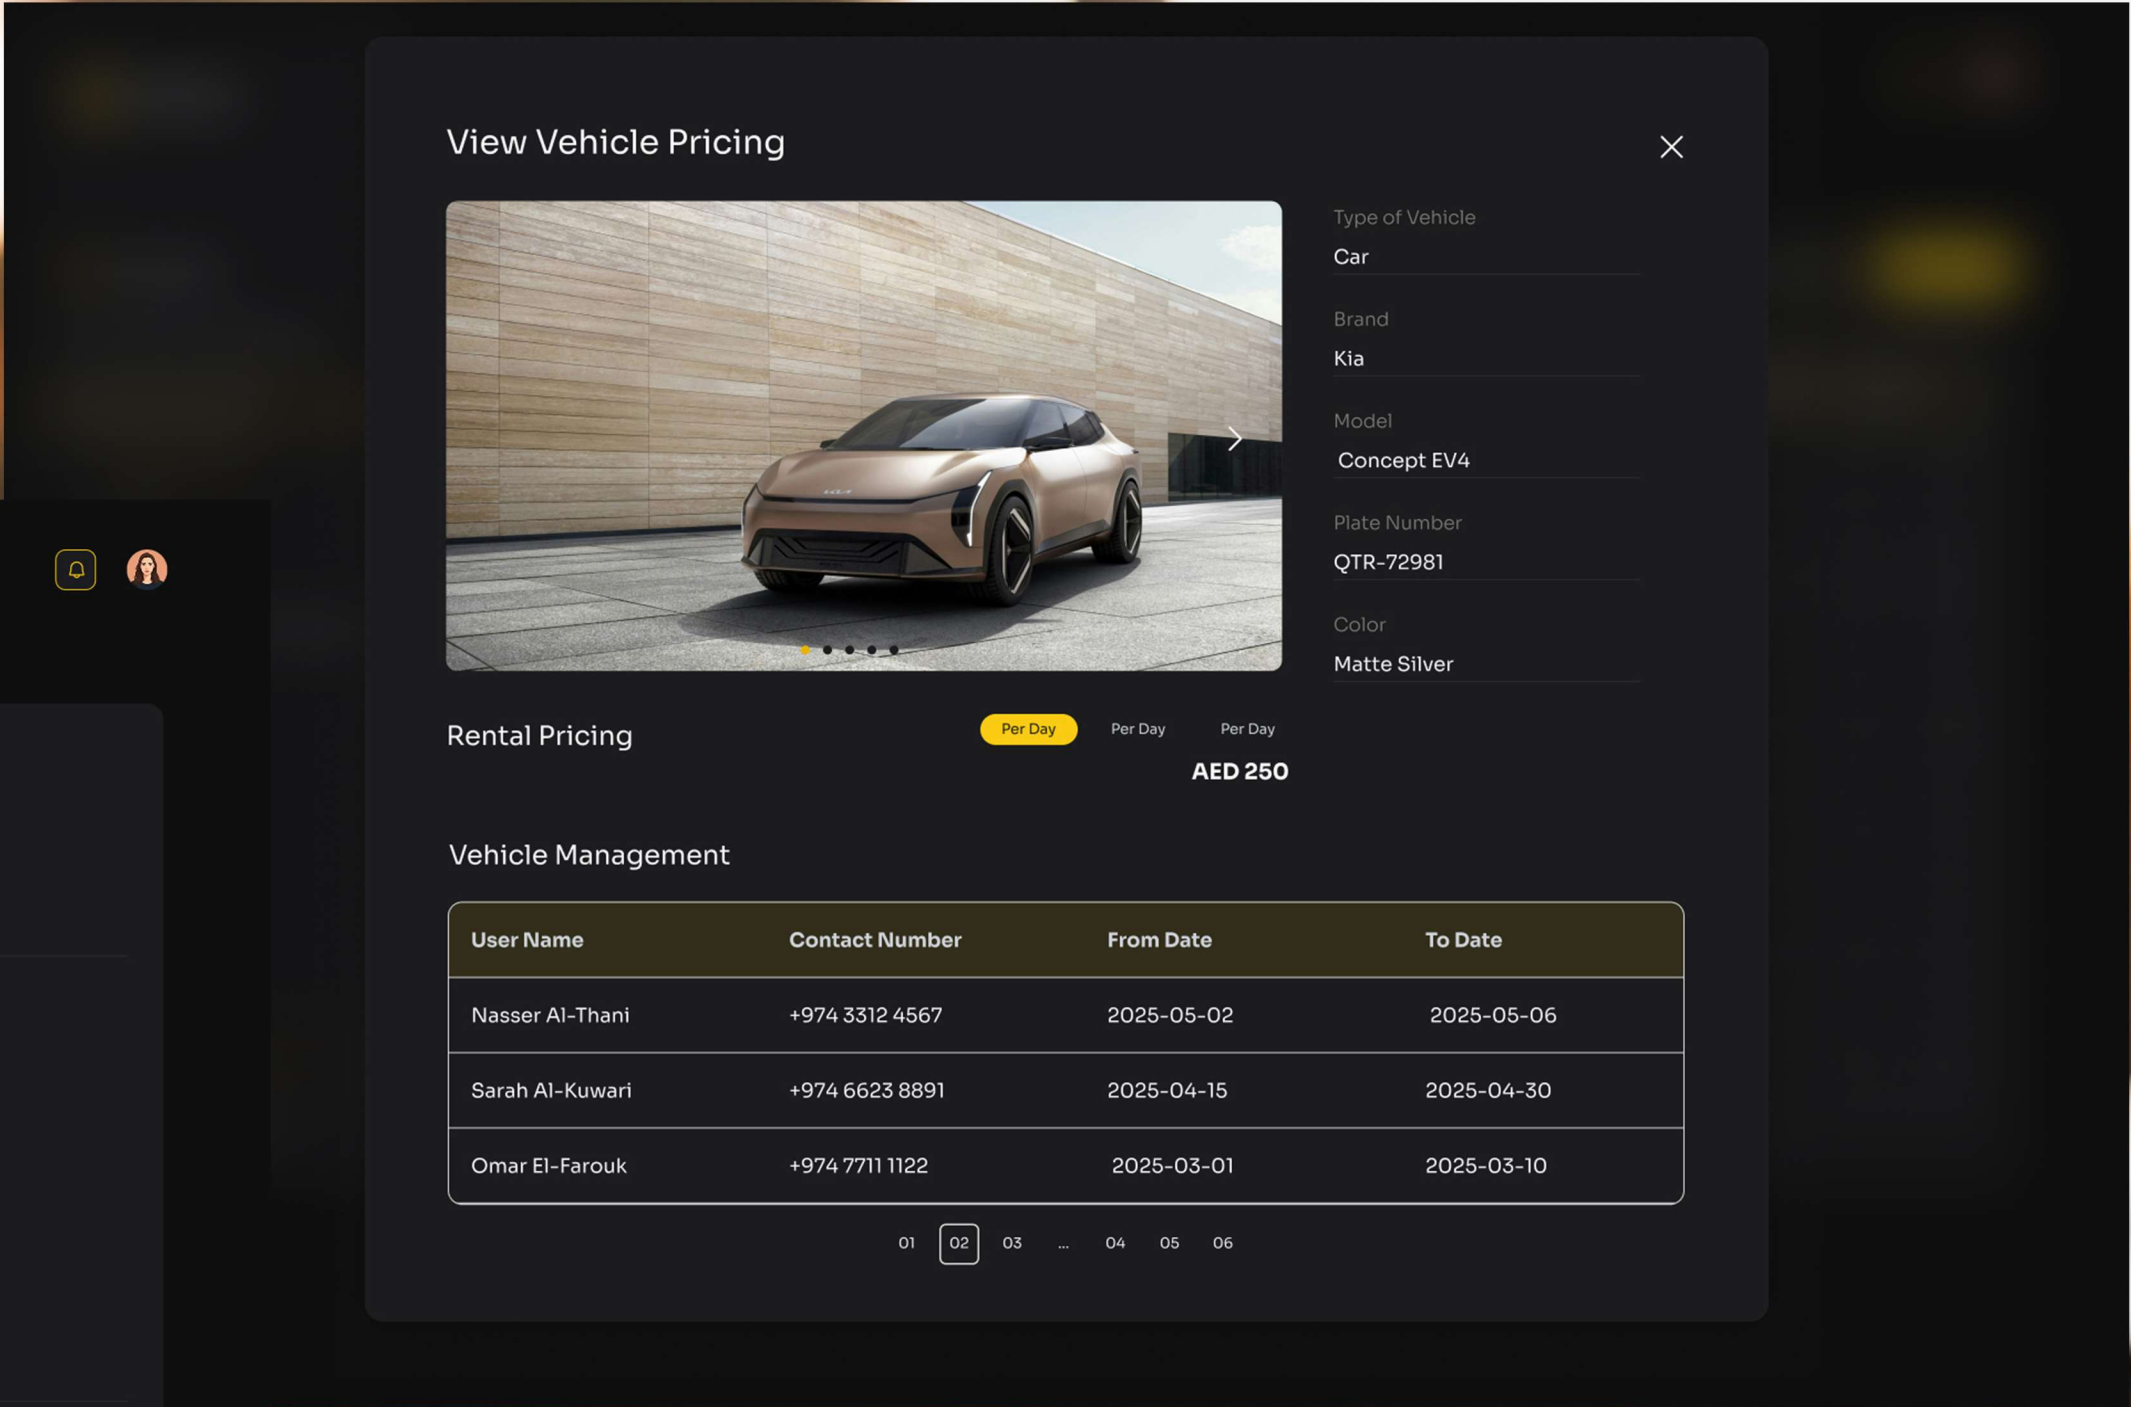 View Vehicle Pricing
Type of Vehicle
Car
Brand
Kia
Model
Concept EV4
Plate Number
QTR-72981
Color
Matte Silver
KIA
Rental Pricing
Per Day Per Day Per Day
AED 250
Vehicle Management
User Name Contact Number From Date To Date
Nasser Al-Thani +974 3312 4567 2025-05-02 2025-05-06
Sarah Al-Kuwari +974 6623 8891 2025-04-15 2025-04-30
Omar El-Farouk +974 7711 1122 2025-03-01 2025-03-10
01 02 03 ... 04 05 06